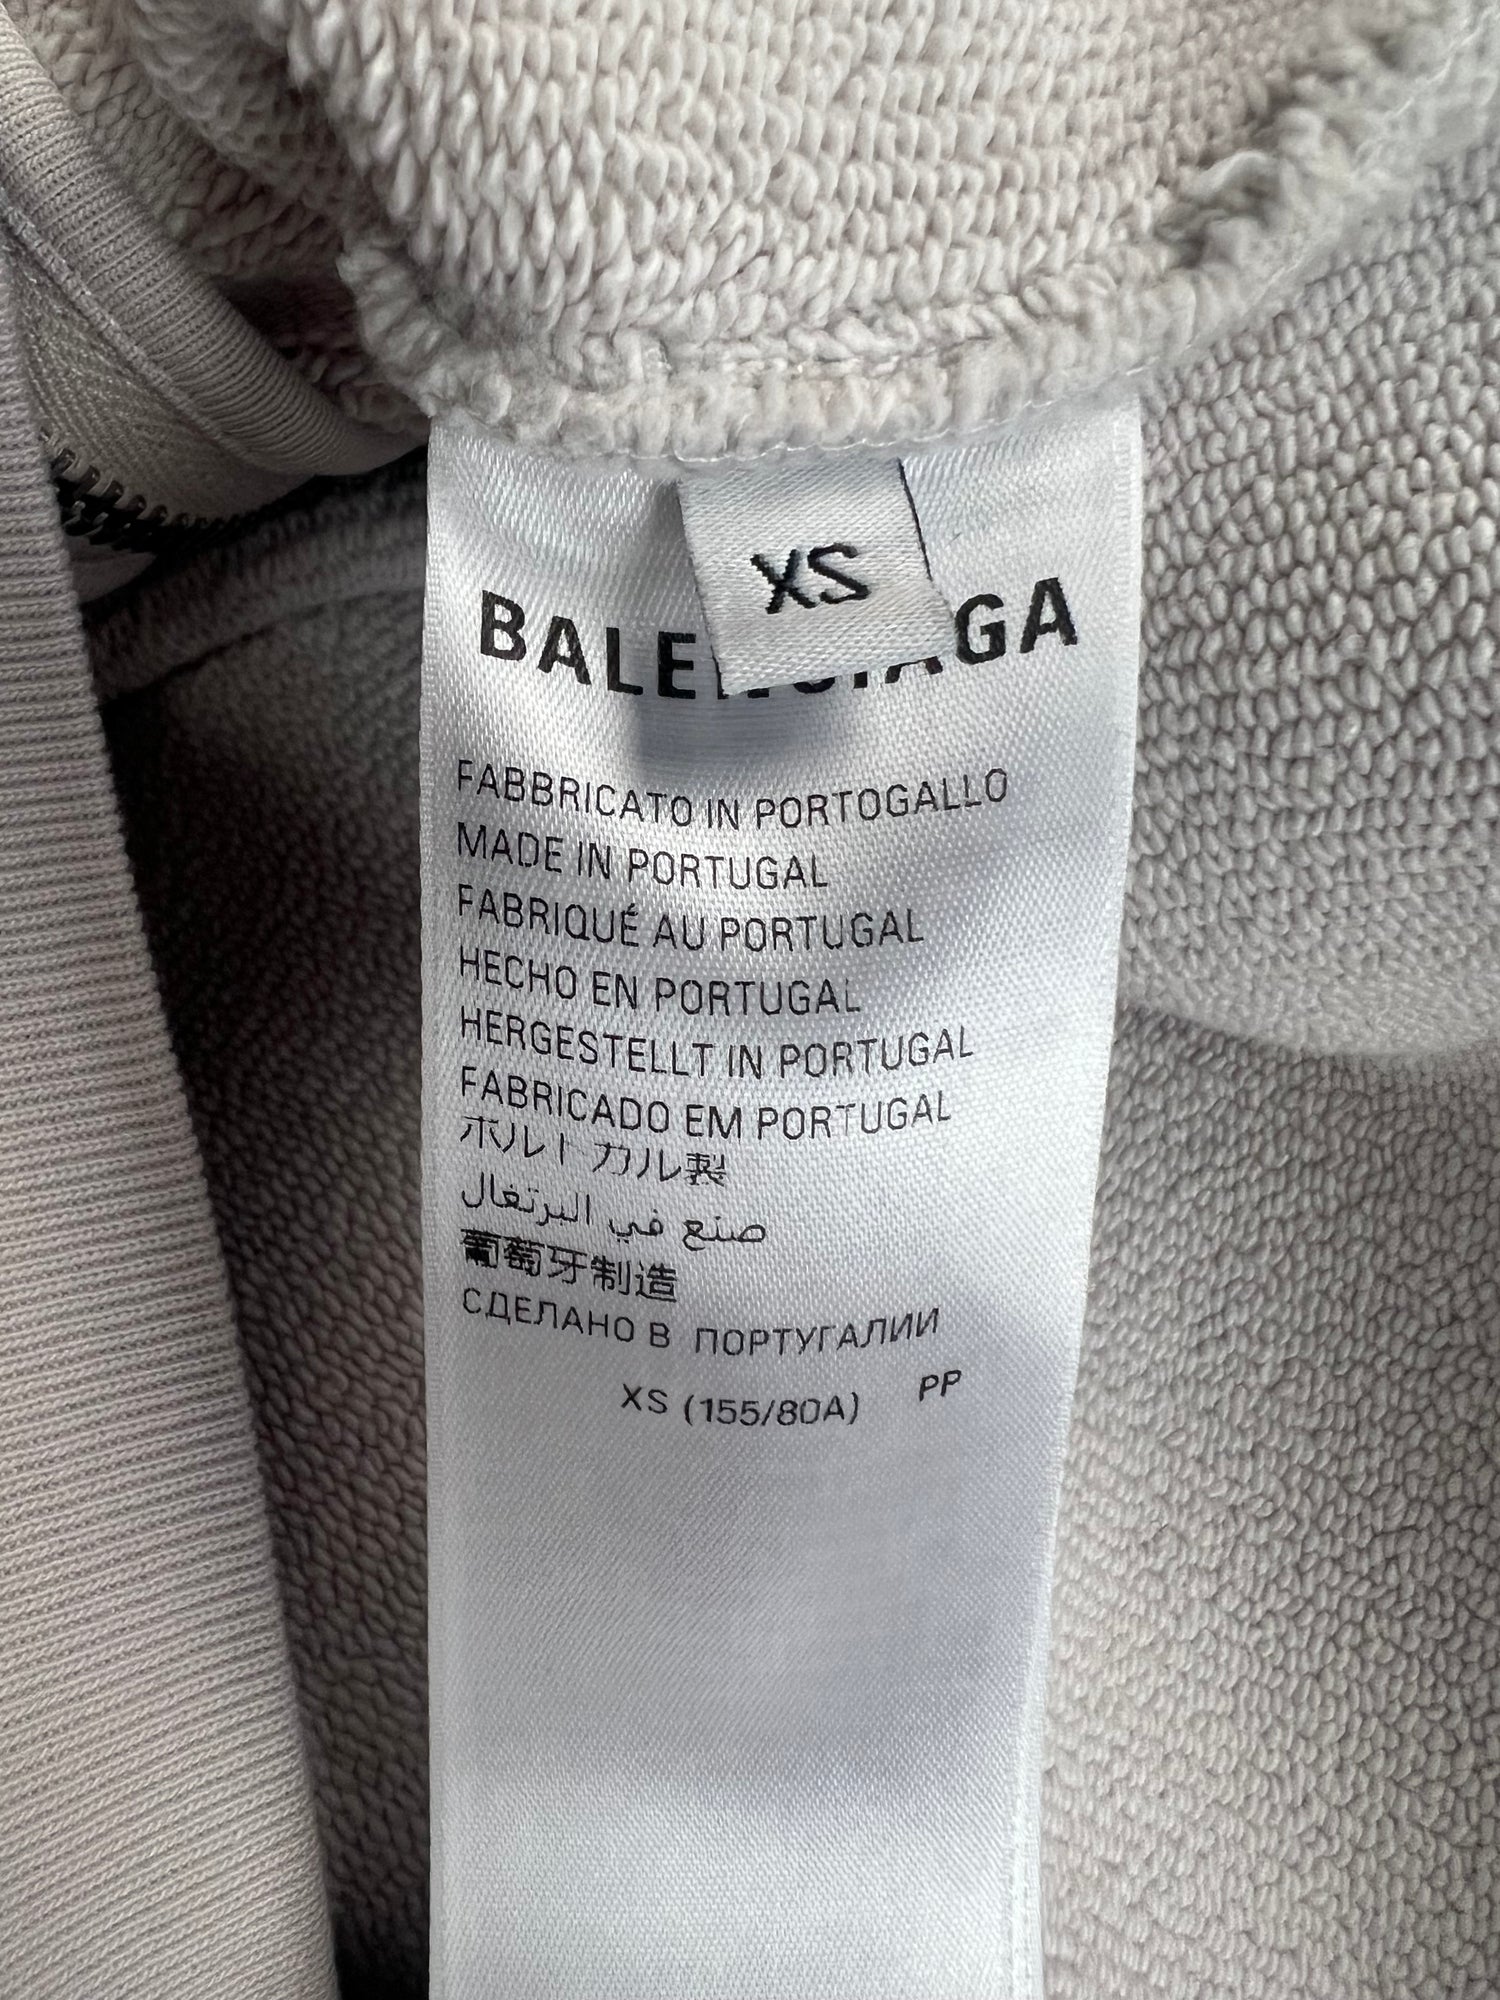 XS
BALENCIAGA
FABBRICATO IN PORTOGALLO
MADE IN PORTUGAL
FABRIQUÉ AU PORTUGAL
HECHO EN PORTUGAL
HERGESTELLT IN PORTUGAL
FABRICADO EM PORTUGAL
ポルトガル製
صنع في البرتغال
葡萄牙制造
СДЕЛАНО В ПОРТУГАЛИИ
XS (155/80A) PP